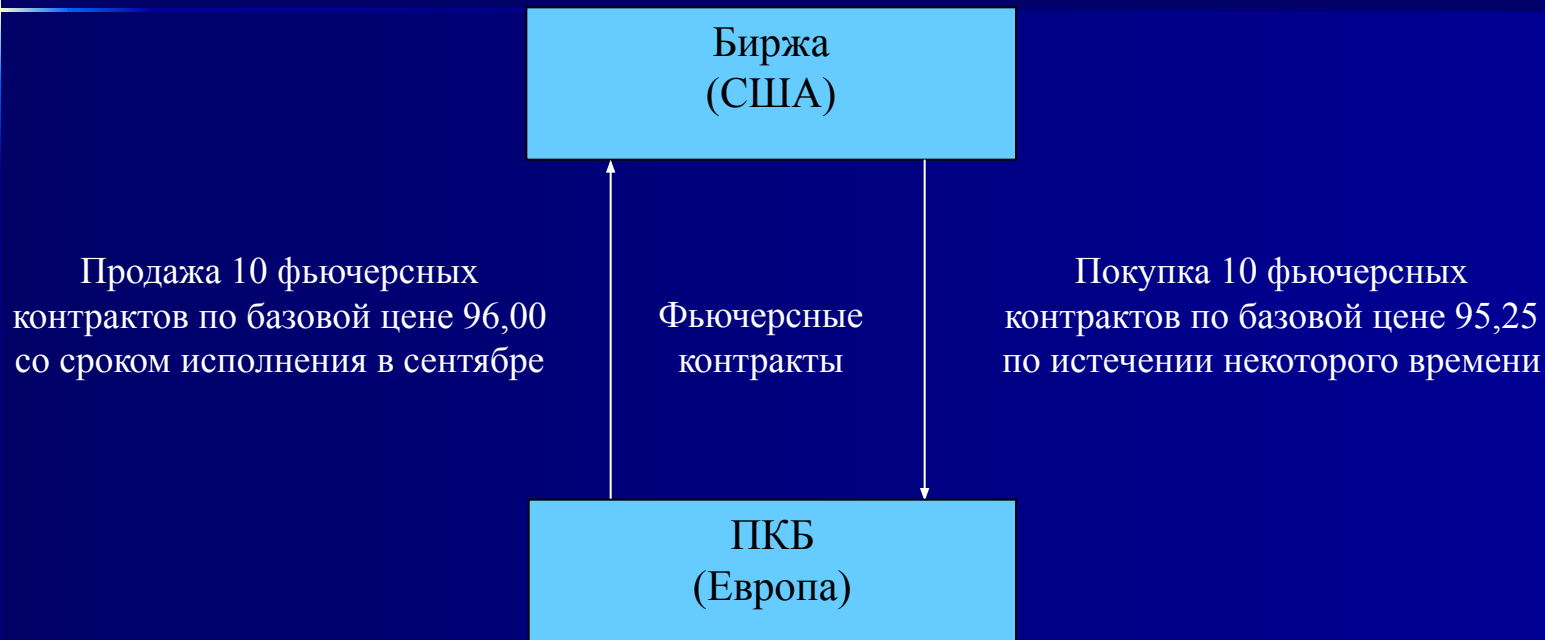 Биржа
(США)
Продажа 10 фьючерсных
контрактов по базовой цене 96,00
со сроком исполнения в сентябре
Фьючерсные
контракты
Покупка 10 фьючерсных
контрактов по базовой цене 95,25
по истечении некоторого времени
ПКБ
(Европа)